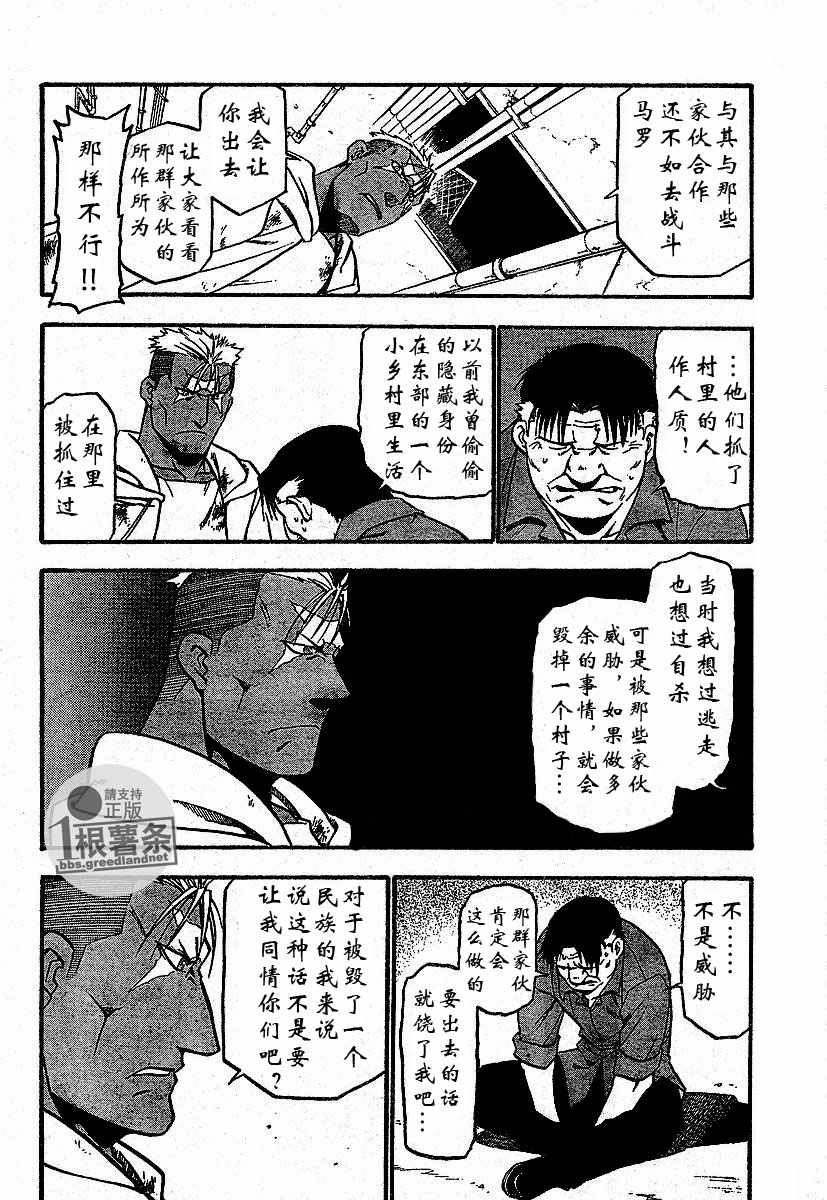 与其与那些
家伙合作
还不如去战斗
马罗
我会让
你出去
让大家看看
那群家伙的
所作所为
那样不行!!
…他们抓了
村里的人
作人质!
以前我曾偷偷
的隐藏身份
在东部的一个
小乡村里生活
在那里
被抓住过
当时我想过逃走
也想过自杀
可是被那些家伙
威胁,如果做多
余的事情,就会
毁掉一个村子…
不……
不是威胁
那群家伙
肯定会
这么做的
要出去的话
就饶了我吧…
对于被毁了一个
民族的我来说
说这种话不是要
让我同情你们吧?
請支持
正版
1根薯条
bbs.greedland.net